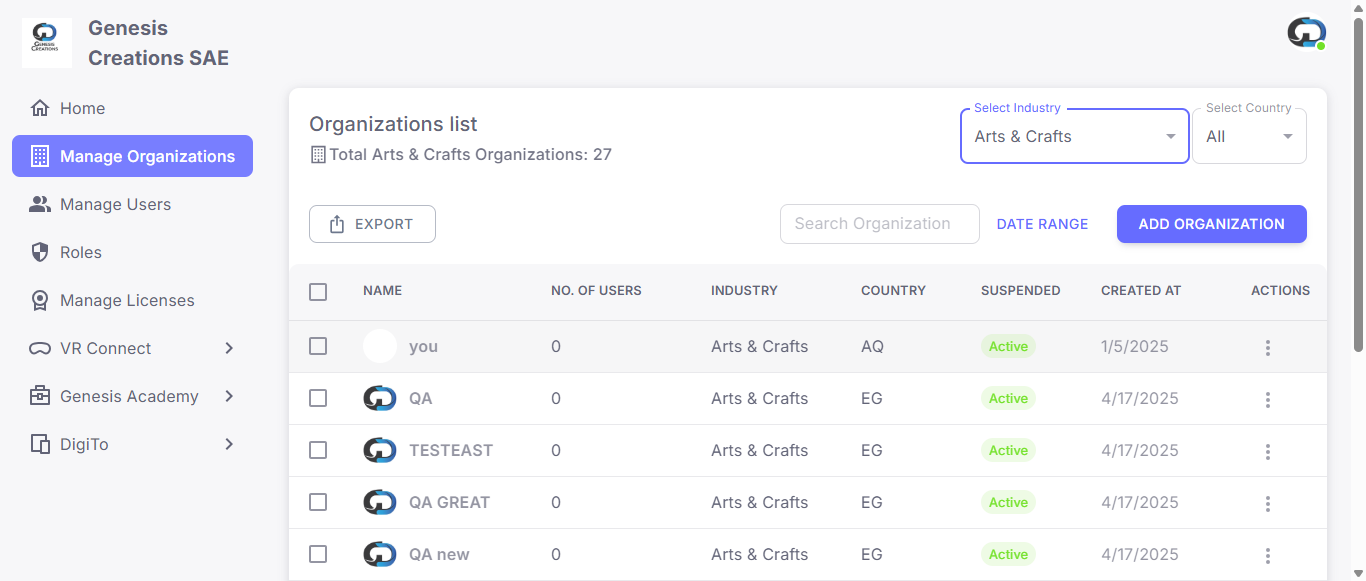 GENESIS
CREATIONS
Genesis
Creations SAE
Home
Manage Organizations
Manage Users
Roles
Manage Licenses
VR Connect
Genesis Academy
DigiTo
Organizations list
Total Arts & Crafts Organizations: 27
Select Industry
Arts & Crafts
Select Country
All
EXPORT
Search Organization
DATE RANGE
ADD ORGANIZATION
NAME NO. OF USERS INDUSTRY COUNTRY SUSPENDED CREATED AT ACTIONS
you 0 Arts & Crafts AQ Active 1/5/2025
QA 0 Arts & Crafts EG Active 4/17/2025
TESTEAST 0 Arts & Crafts EG Active 4/17/2025
QA GREAT 0 Arts & Crafts EG Active 4/17/2025
QA new 0 Arts & Crafts EG Active 4/17/2025